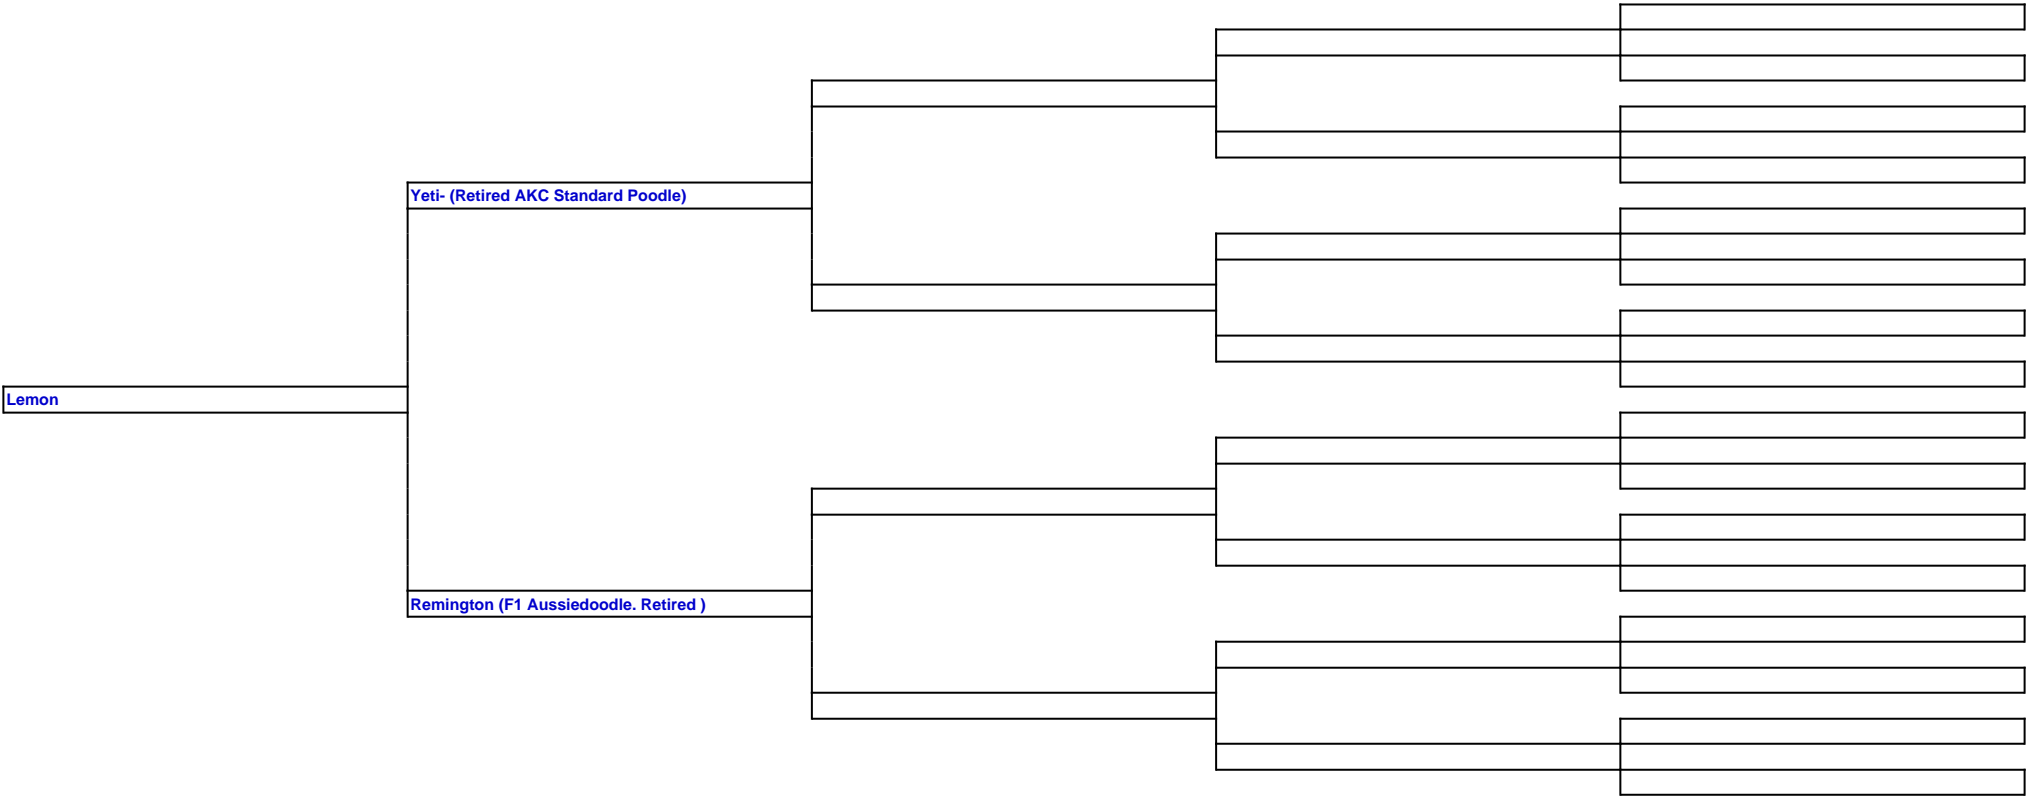 Yeti- (Retired AKC Standard Poodle)
Lemon
Remington (F1 Aussiedoodle. Retired )